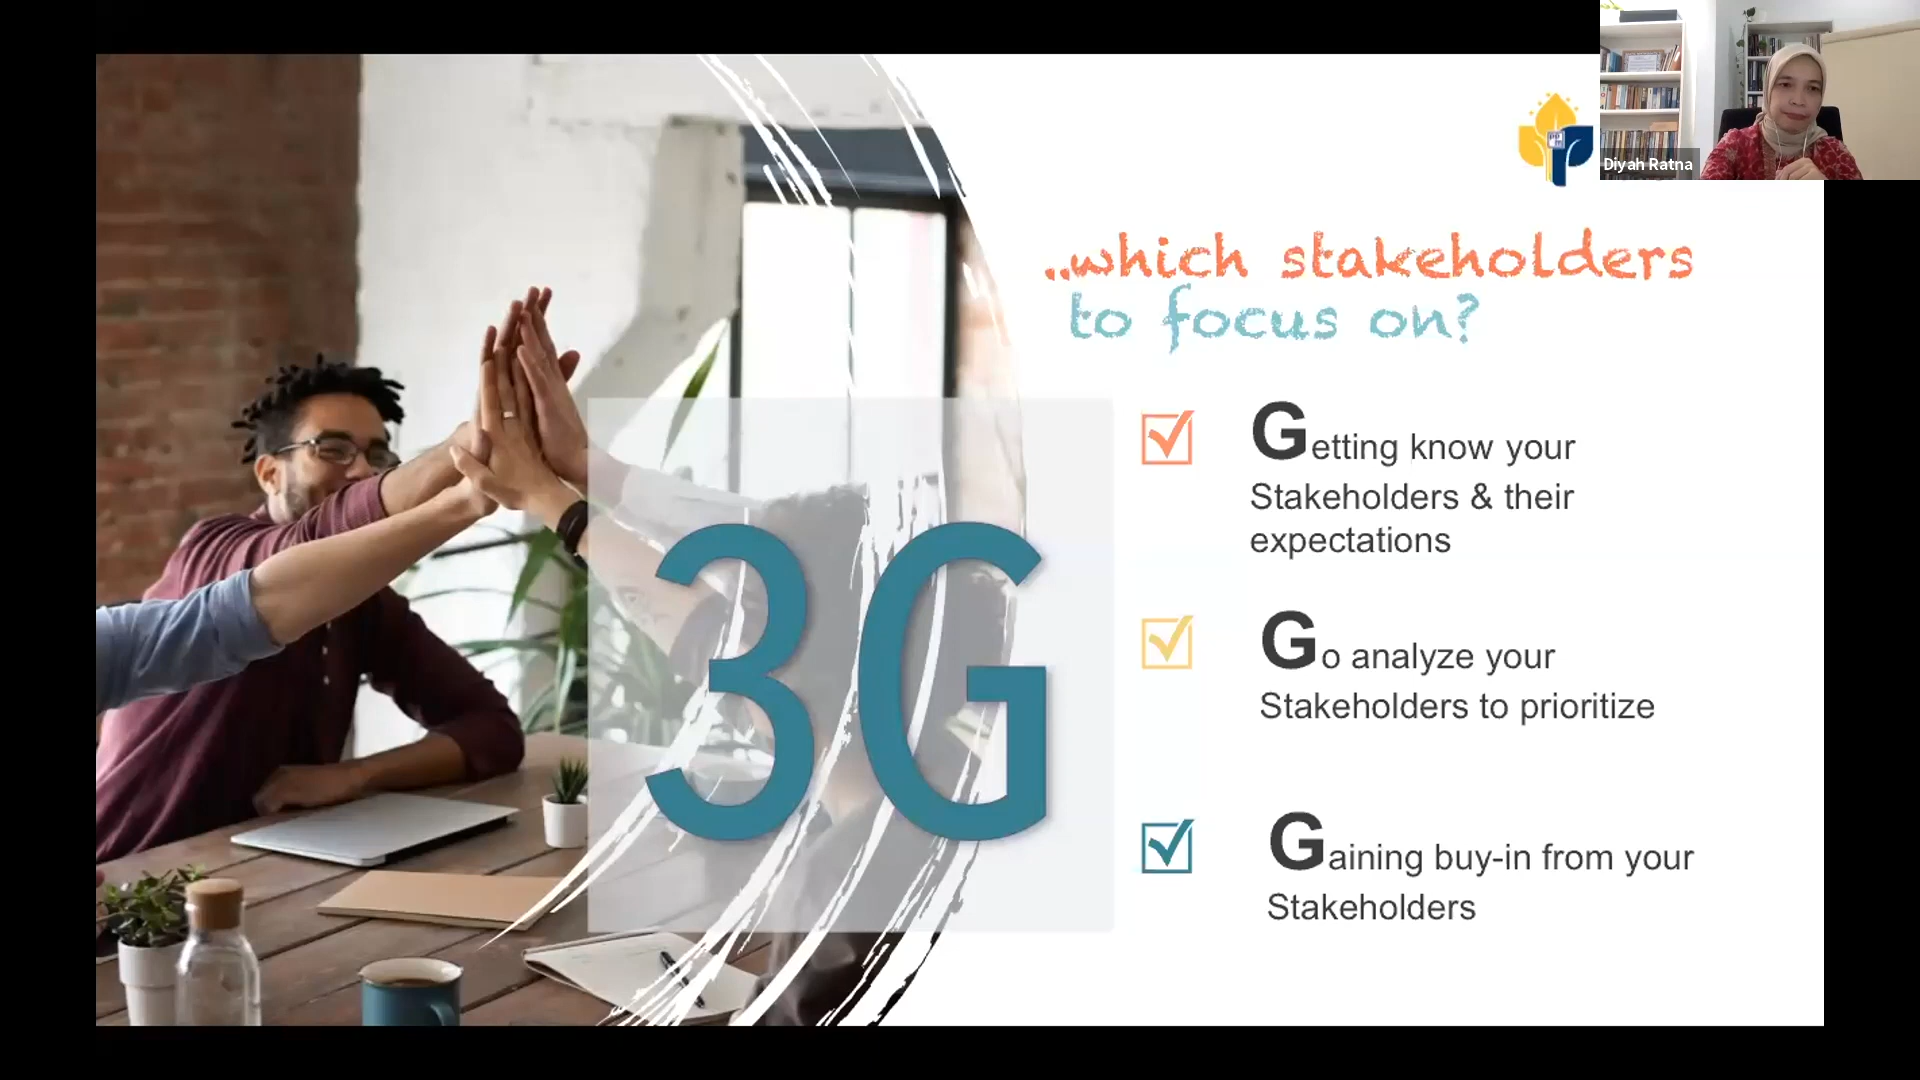 Diyah Ratna
..which stakeholders
to focus on?
3G
Getting know your
Stakeholders & their
expectations
Go analyze your
Stakeholders to prioritize
Gaining buy-in from your
Stakeholders